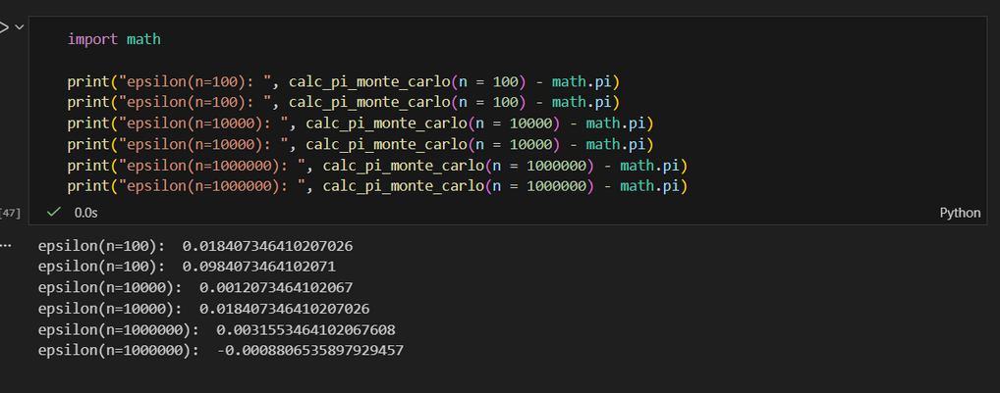 import math
print("epsilon(n=100): ", calc_pi_monte_carlo(n = 100) - math.pi)
print("epsilon(n=100): ", calc_pi_monte_carlo(n = 100) - math.pi)
print("epsilon(n=10000): ", calc_pi_monte_carlo(n = 10000) - math.pi)
print("epsilon(n=10000): ", calc_pi_monte_carlo(n = 10000) - math.pi)
print("epsilon(n=1000000): ", calc_pi_monte_carlo(n = 1000000) - math.pi)
print("epsilon(n=1000000): ", calc_pi_monte_carlo(n = 1000000) - math.pi)
[47] 0.0s Python
epsilon(n=100):  0.018407346410207026
epsilon(n=100):  0.0984073464102071
epsilon(n=10000):  0.0012073464102067
epsilon(n=10000):  0.018407346410207026
epsilon(n=1000000):  0.0031553464102067608
epsilon(n=1000000):  -0.0008806535897929457